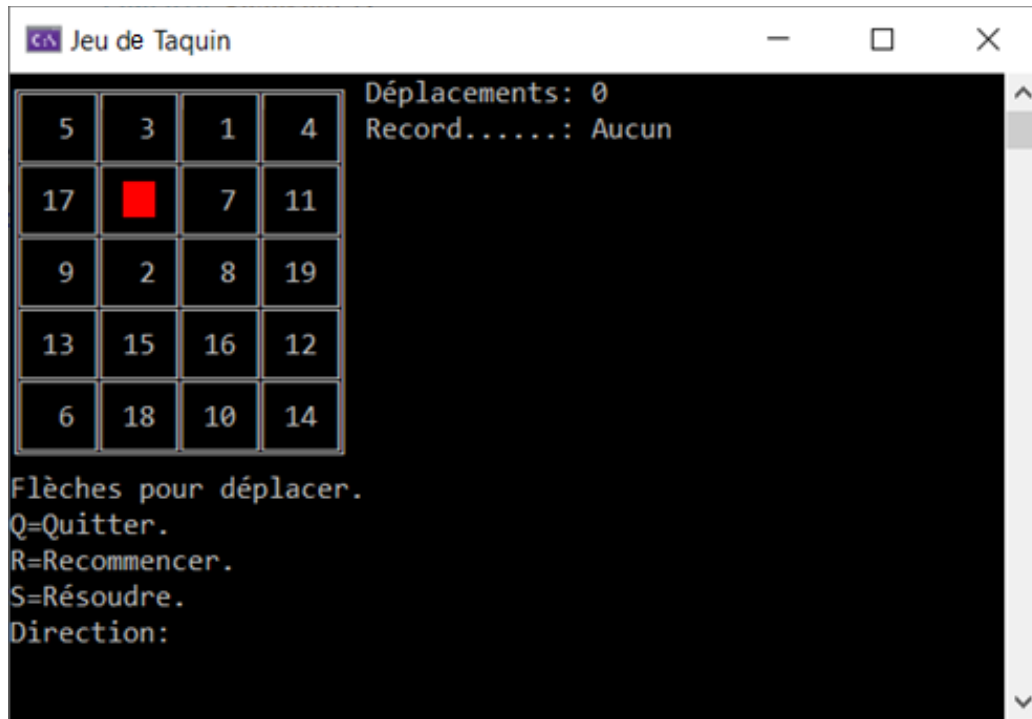 Jeu de Taquin
Déplacements: 0
Record......: Aucun
5 3 1 4
17 7 11
9 2 8 19
13 15 16 12
6 18 10 14
Flèches pour déplacer.
Q=Quitter.
R=Recommencer.
S=Résoudre.
Direction: